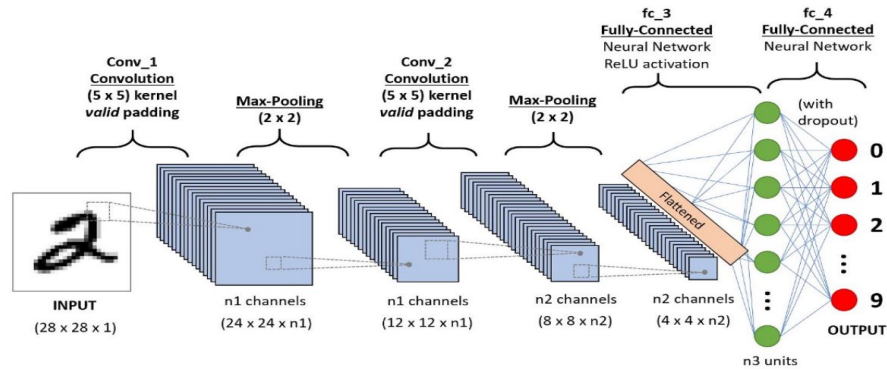 fc_3
Fully-Connected
Neural Network
ReLU activation
fc_4
Fully-Connected
Neural Network
Conv_1
Convolution
(5 x 5) kernel
valid padding
Max-Pooling
(2 x 2)
Conv_2
Convolution
(5 x 5) kernel
valid padding
Max-Pooling
(2 x 2)
(with
dropout)
Flattened
0
1
2
9
2
INPUT
(28 x 28 x 1)
n1 channels
(24 x 24 x n1)
n1 channels
(12 x 12 x n1)
n2 channels
(8 x 8 x n2)
n2 channels
(4 x 4 x n2)
n3 units
OUTPUT